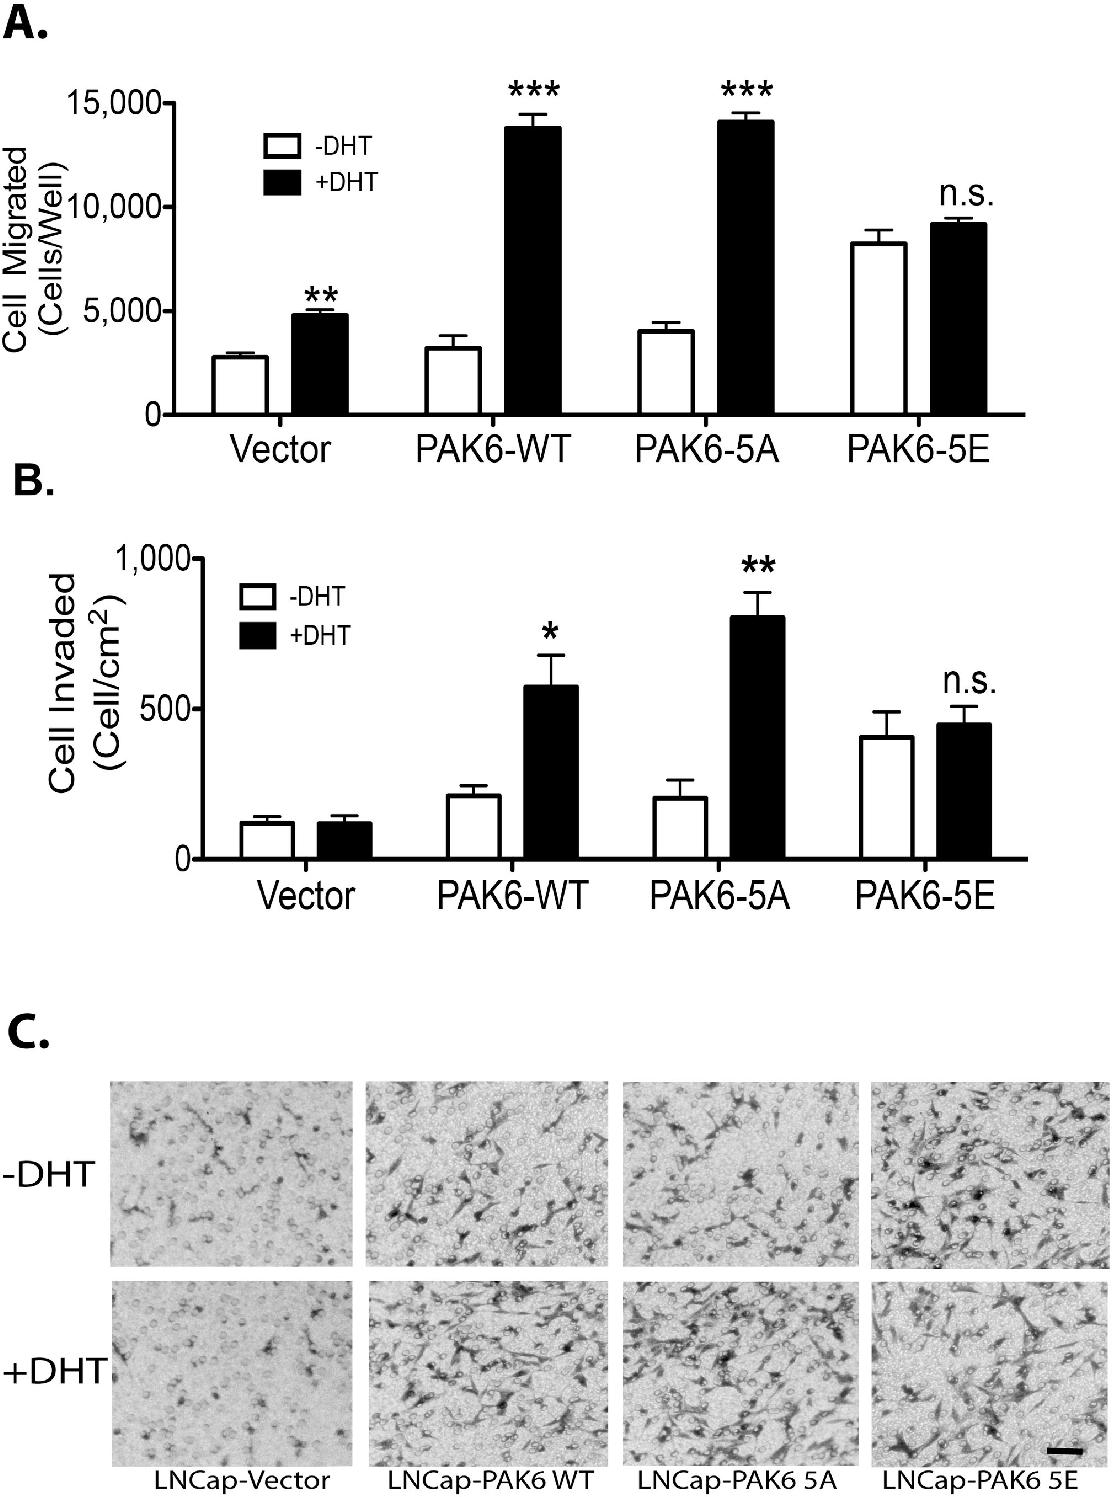 A.
Cell Migrated
(Cells/Well)
15,000
10,000
5,000
0
-DHT
+DHT
**
***
***
n.s.
Vector PAK6-WT PAK6-5A PAK6-5E
B.
Cell Invaded
(Cell/cm²)
1,000
500
0
-DHT
+DHT
*
**
n.s.
Vector PAK6-WT PAK6-5A PAK6-5E
C.
-DHT
+DHT
LNCap-Vector LNCap-PAK6 WT LNCap-PAK6 5A LNCap-PAK6 5E